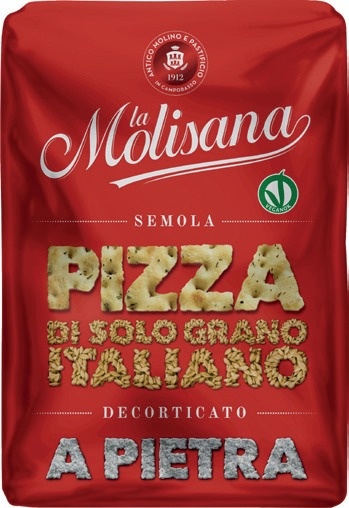 ANTICO MOLINO E PASTIFICIO
1912
IN CAMPOBASSO
la
Molisana
VEGANOK
SEMOLA
PIZZA
DI SOLO GRANO
ITALIANO
DECORTICATO
A PIETRA